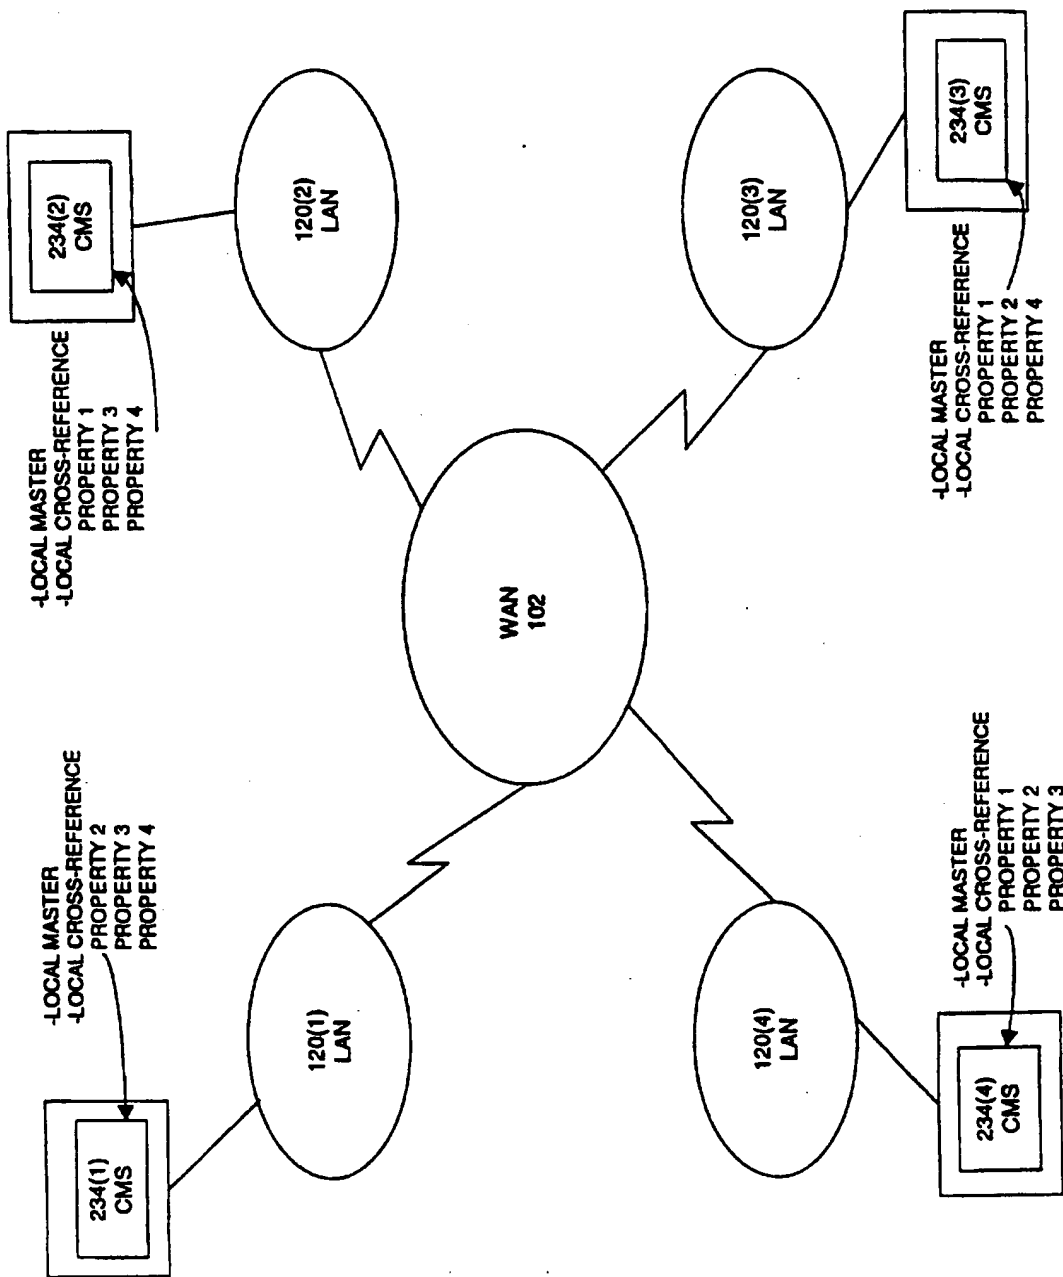 234(1)
CMS
-LOCAL MASTER
-LOCAL CROSS-REFERENCE
PROPERTY 2
PROPERTY 3
PROPERTY 4
120(1)
LAN
234(2)
CMS
-LOCAL MASTER
-LOCAL CROSS-REFERENCE
PROPERTY 1
PROPERTY 3
PROPERTY 4
120(2)
LAN
WAN
102
120(4)
LAN
234(4)
CMS
-LOCAL MASTER
-LOCAL CROSS-REFERENCE
PROPERTY 1
PROPERTY 2
PROPERTY 3
120(3)
LAN
234(3)
CMS
-LOCAL MASTER
-LOCAL CROSS-REFERENCE
PROPERTY 1
PROPERTY 2
PROPERTY 4